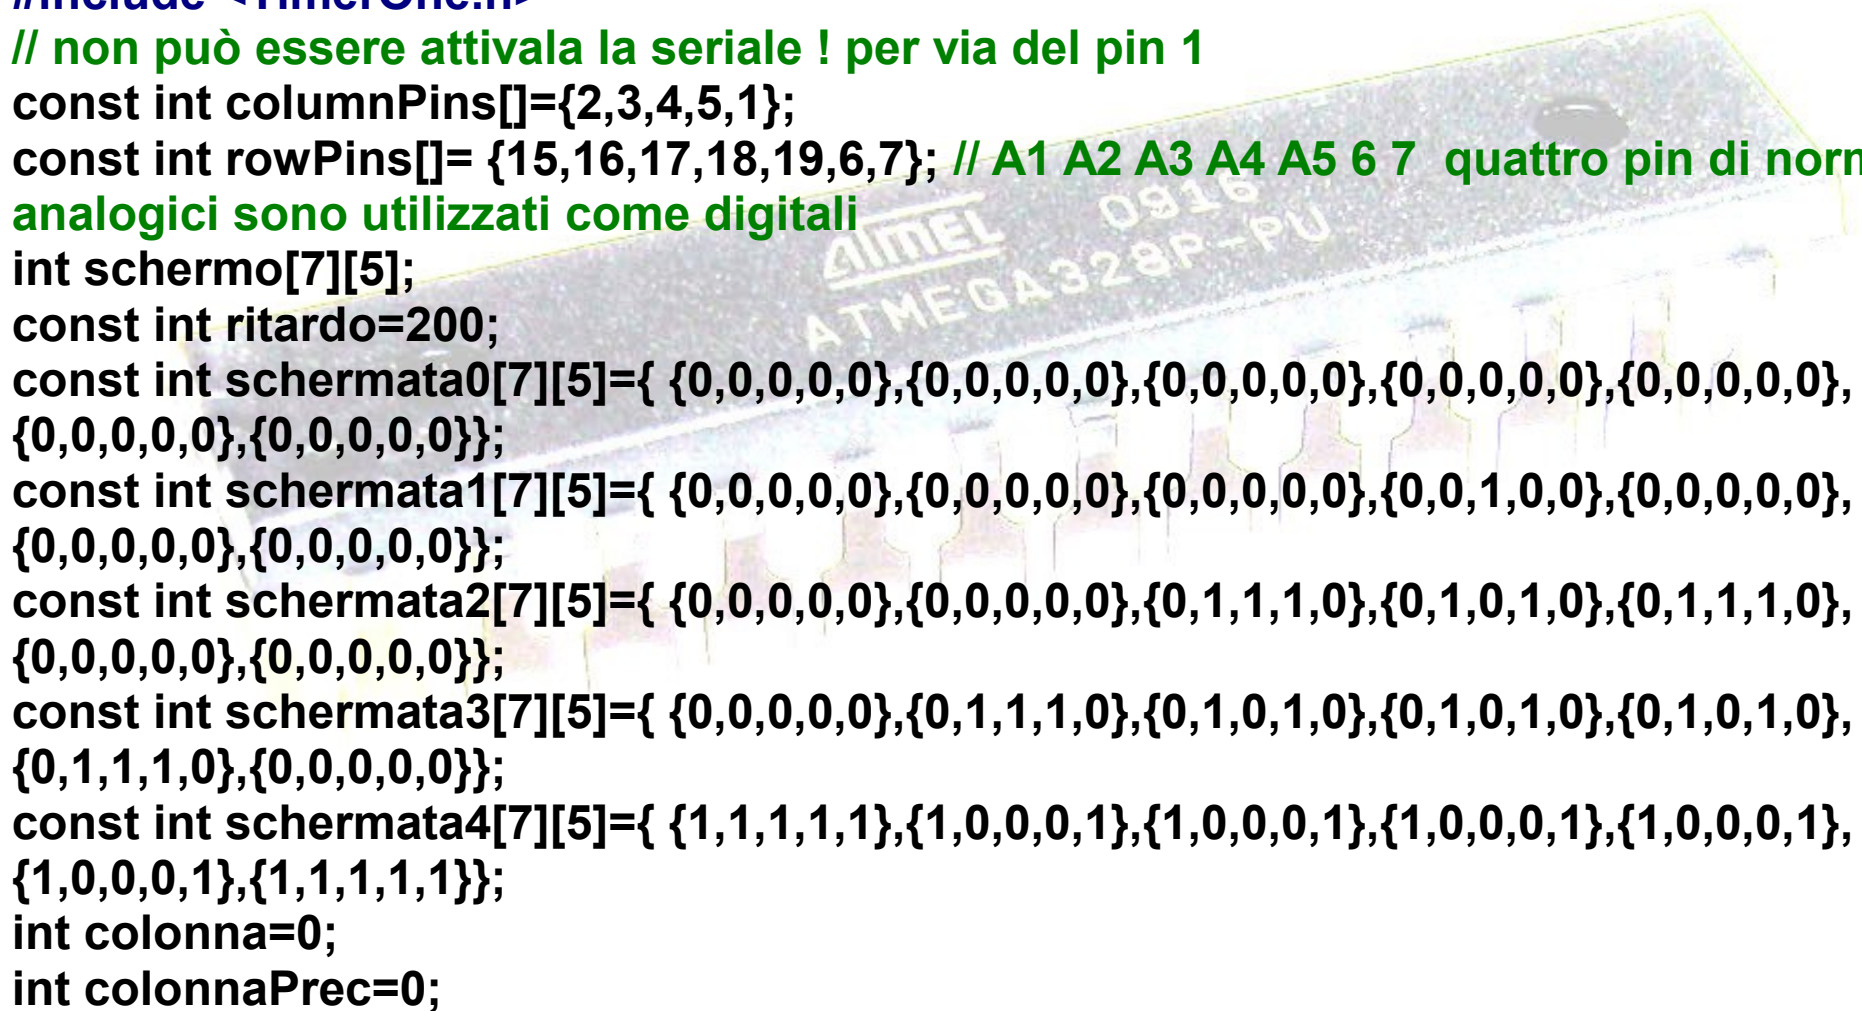 #include <TimerOne.h>
// non può essere attivala la seriale ! per via del pin 1
const int columnPins[]={2,3,4,5,1};
const int rowPins[]= {15,16,17,18,19,6,7}; // A1 A2 A3 A4 A5 6 7  quattro pin di norm
analogici sono utilizzati come digitali
int schermo[7][5];
const int ritardo=200;
const int schermata0[7][5]={ {0,0,0,0,0},{0,0,0,0,0},{0,0,0,0,0},{0,0,0,0,0},{0,0,0,0,0},
{0,0,0,0,0},{0,0,0,0,0}};
const int schermata1[7][5]={ {0,0,0,0,0},{0,0,0,0,0},{0,0,0,0,0},{0,0,1,0,0},{0,0,0,0,0},
{0,0,0,0,0},{0,0,0,0,0}};
const int schermata2[7][5]={ {0,0,0,0,0},{0,0,0,0,0},{0,1,1,1,0},{0,1,0,1,0},{0,1,1,1,0},
{0,0,0,0,0},{0,0,0,0,0}};
const int schermata3[7][5]={ {0,0,0,0,0},{0,1,1,1,0},{0,1,0,1,0},{0,1,0,1,0},{0,1,0,1,0},
{0,1,1,1,0},{0,0,0,0,0}};
const int schermata4[7][5]={ {1,1,1,1,1},{1,0,0,0,1},{1,0,0,0,1},{1,0,0,0,1},{1,0,0,0,1},
{1,0,0,0,1},{1,1,1,1,1}};
int colonna=0;
int colonnaPrec=0;
ATMEL 0916
ATMEGA328P-PU